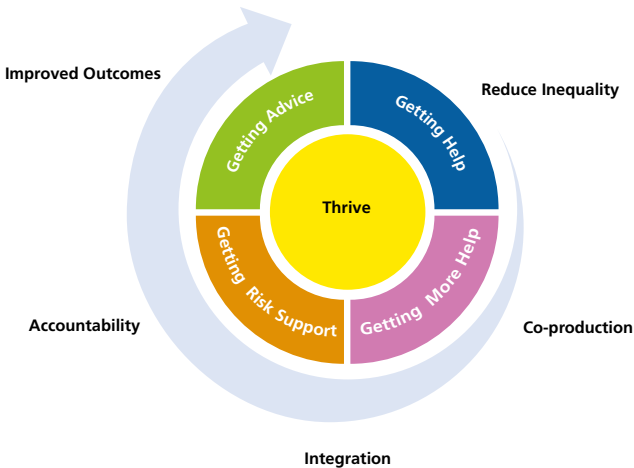 Improved Outcomes
Reduce Inequality
Getting Advice
Getting Help
Thrive
Getting Risk Support
Getting More Help
Accountability
Co-production
Integration